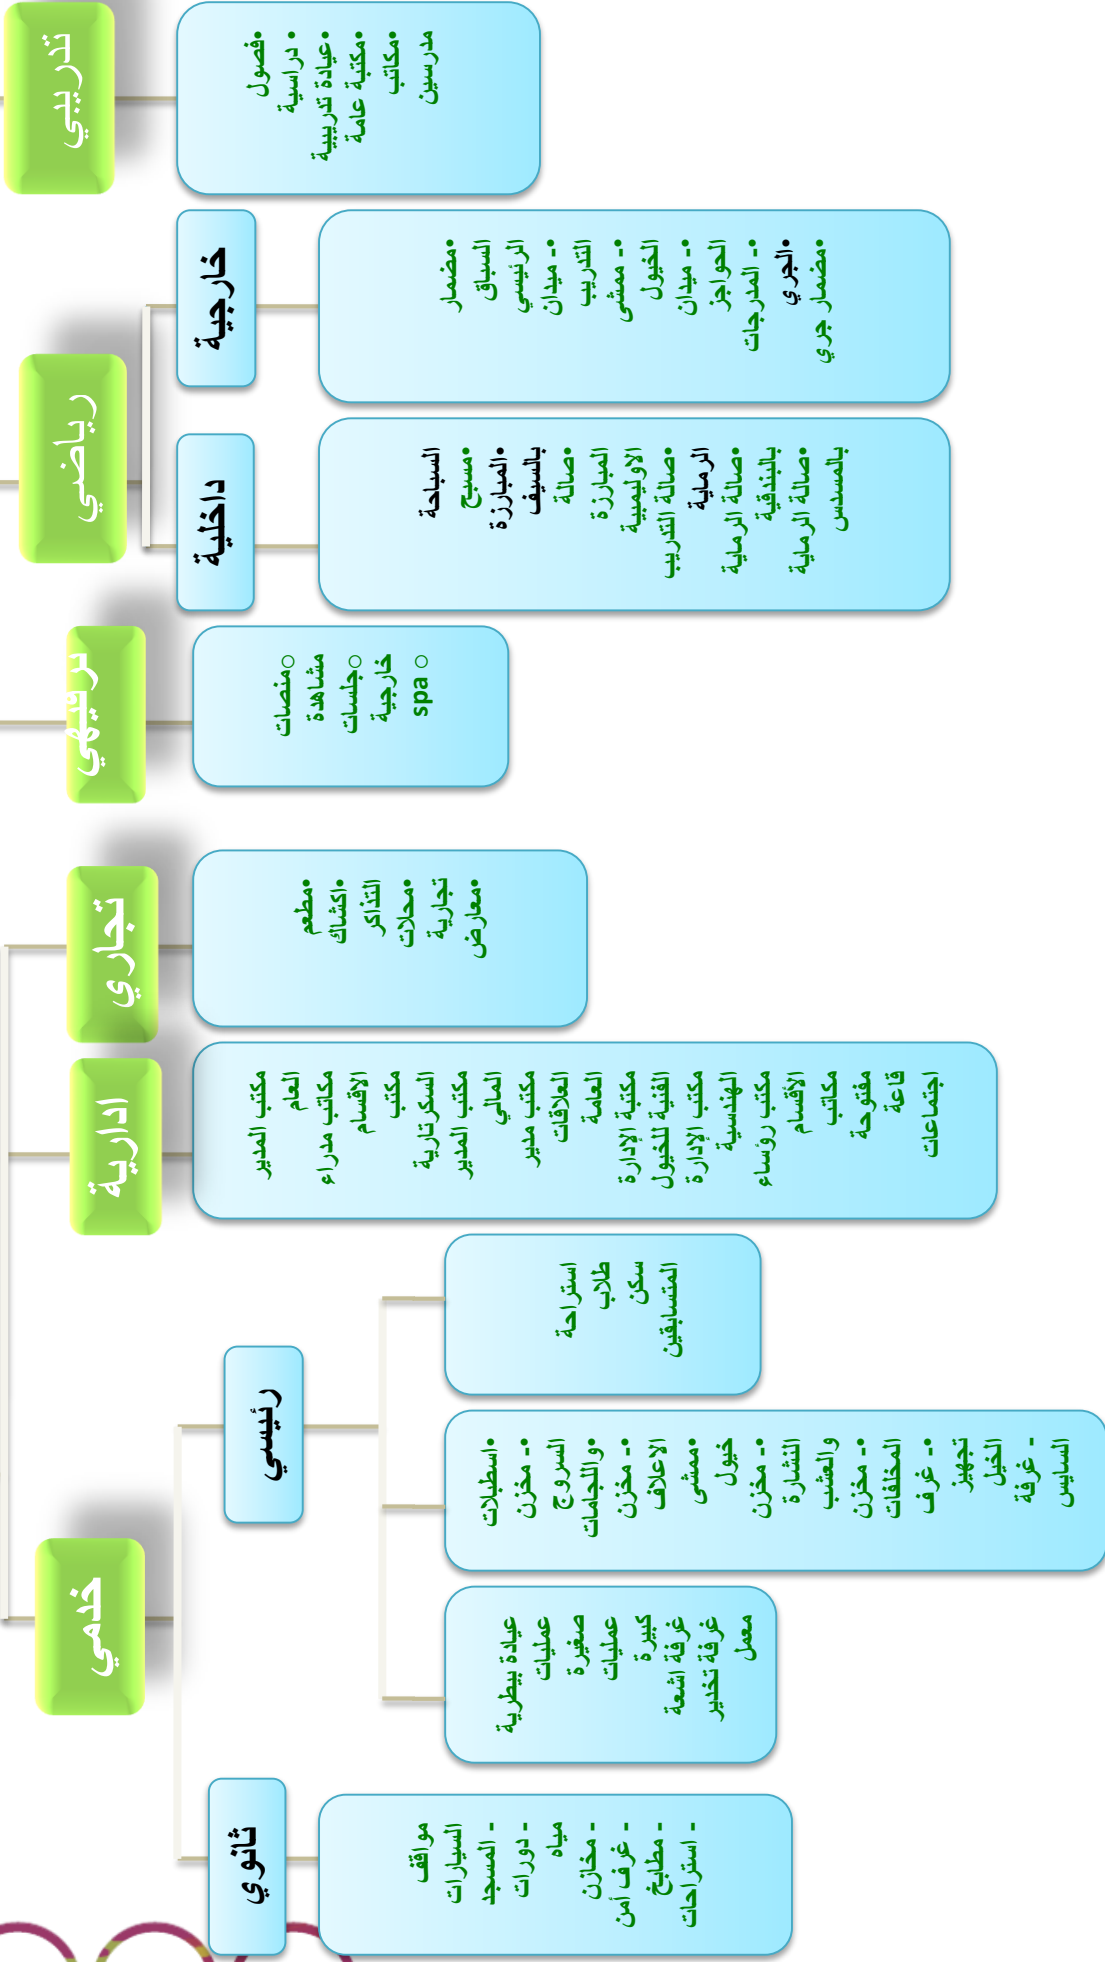 تدريبي
•فصول
• دراسية
•عيادة تدريبية
•مكتبة عامة
•مكاتب
مدرسين
رياضي
خارجية
•مضمار
السباق
الرئيسي
•- ميدان
التدريب
•- ممشى
الخيول
•- ميدان
الحواجز
•- المدرجات
•الجري
•مضمار جري
داخلية
السباحة
•مسبح
•المبارزة
بالسيف
•صالة
المبارزة
الاوليمبية
•صالة التدريب
الرماية
•صالة الرماية
بالبندقية
•صالة الرماية
بالمسدس
ترفيهي
○منصات
مشاهدة
○جلسات
خارجية
○ spa
تجاري
•مطعم
•اكشاك
التذاكر
•محلات
تجارية
•معارض
ادارية
مكتب المدير
العام
مكاتب مدراء
الاقسام
مكتب
السكرتارية
مكتب المدير
المالي
مكتب مدير
العلاقات
العامة
مكتبة الإدارة
الفنية للخيول
مكتب الإدارة
الهندسية
مكتب رؤساء
الأقسام
مكاتب
مفتوحة
قاعة
اجتماعات
خدمي
رئيسي
استراحة
طلاب
سكن
المتسابقين
•اسطبلات
•- مخزن
السروج
•واللجامات
•- مخزن
الاعلاف
•ممشى
خيول
•- مخزن
النشارة
والعشب
•- مخزن
المخلفات
•- غرف
تجهيز
الخيل
- غرفة
السايس
عيادة بيطرية
عمليات
صغيرة
عمليات
كبيرة
غرفة اشعة
غرفة تخدير
معمل
ثانوي
مواقف
السيارات
- المسجد
- دورات
مياه
- مخازن
- غرف أمن
- مطابخ
- استراحات